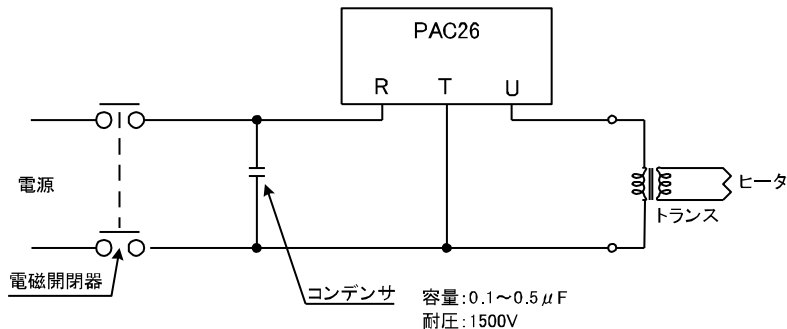 PAC26
R T U
電源
ヒータ
トランス
電磁開閉器
コンデンサ
容量:0.1～0.5μF
耐圧:1500V